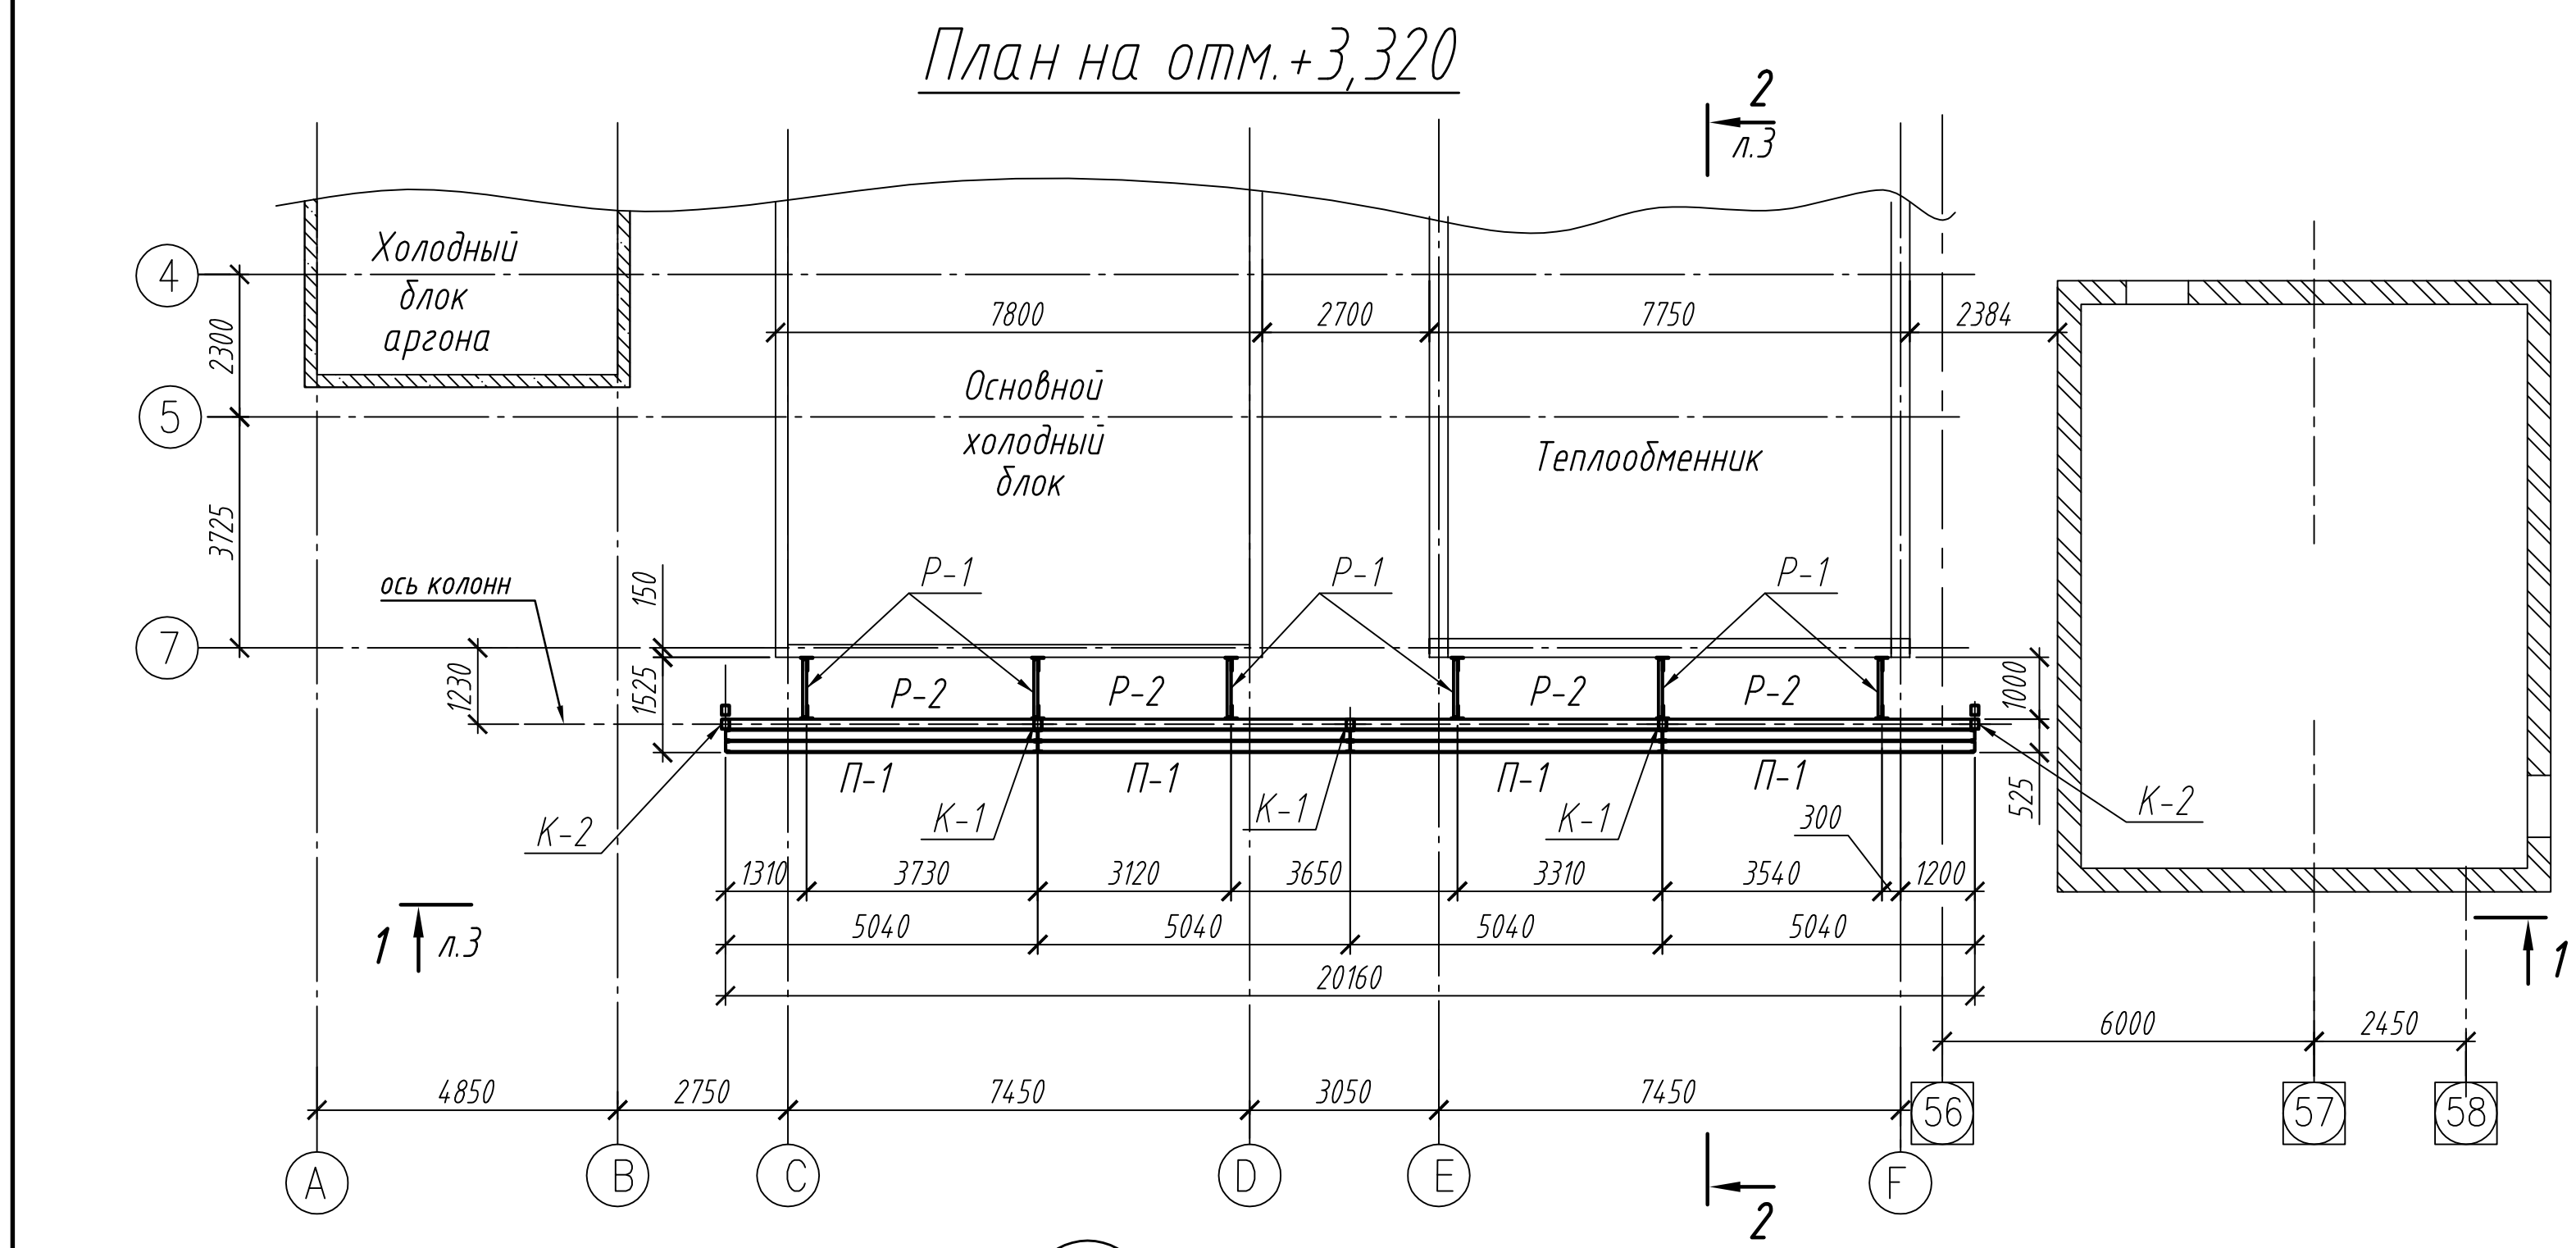 План на отм.+3,320
2
л.3
Холодный
блок
аргона
4
7800
2700
7750
2384
2300
Основной
холодный
блок
5
Теплообменник
3725
ось колонн
150
Р-1
Р-1
Р-1
7
1230
1525
Р-2
Р-2
Р-2
Р-2
1000
П-1
П-1
П-1
П-1
525
К-2
К-1
К-1
К-1
300
К-2
1310
3730
3120
3650
3310
3540
1200
1
л.3
5040
5040
5040
5040
1
20160
6000
2450
4850
2750
7450
3050
7450
56
57
58
A
B
C
D
E
F
2